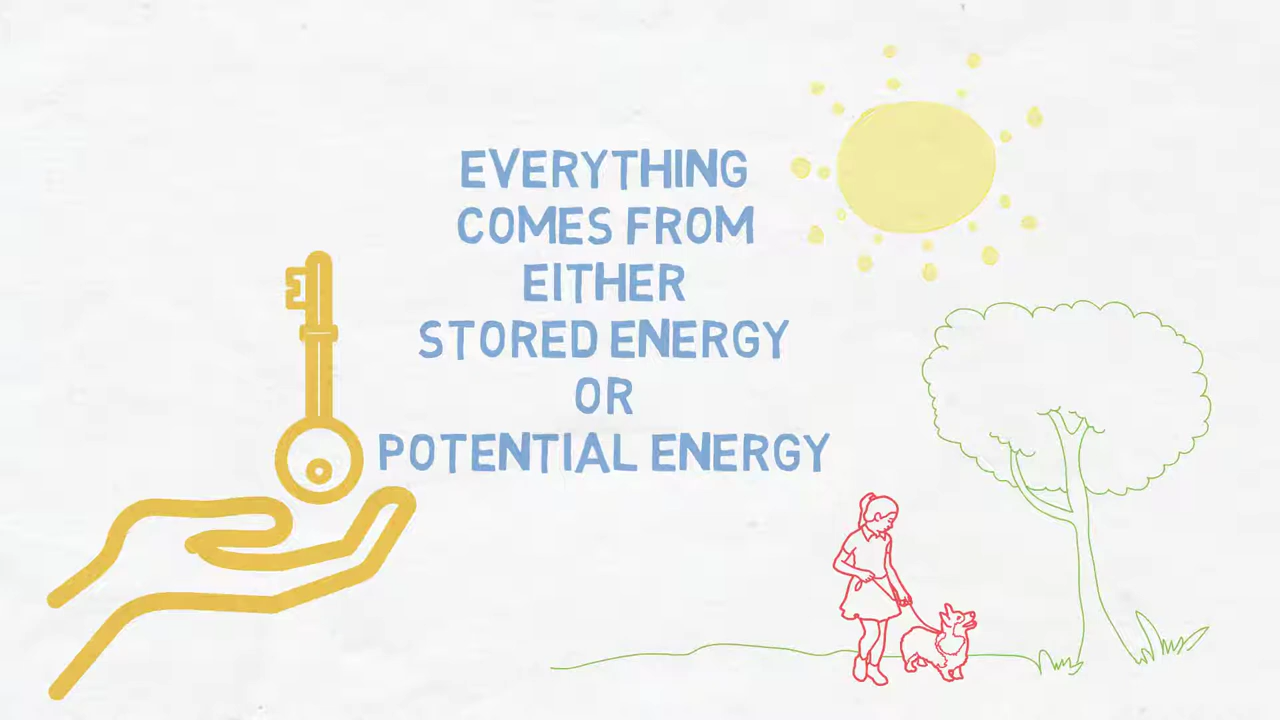 EVERYTHING
COMES FROM
EITHER
STORED ENERGY
OR
POTENTIAL ENERGY